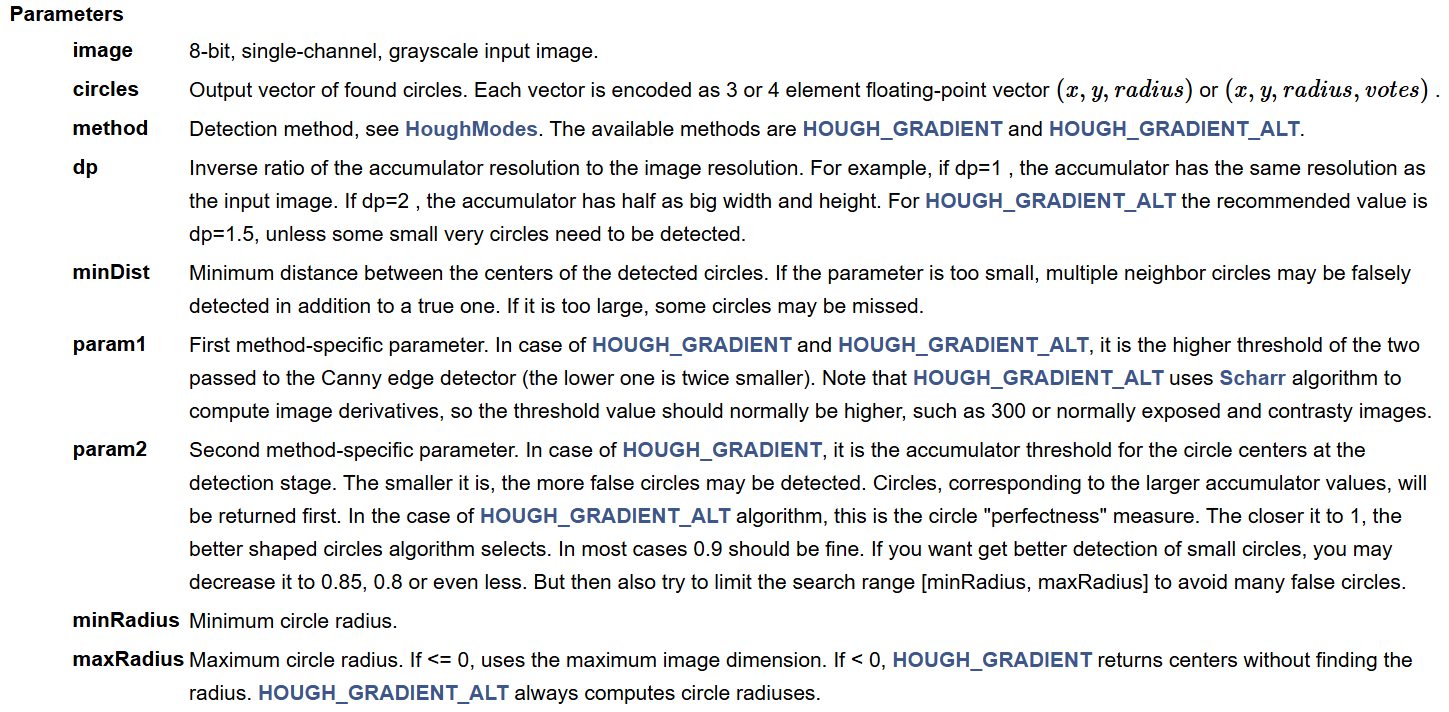 Parameters
image 8-bit, single-channel, grayscale input image.
circles Output vector of found circles. Each vector is encoded as 3 or 4 element floating-point vector (x, y, radius) or (x, y, radius, votes) .
method Detection method, see HoughModes. The available methods are HOUGH_GRADIENT and HOUGH_GRADIENT_ALT.
dp Inverse ratio of the accumulator resolution to the image resolution. For example, if dp=1 , the accumulator has the same resolution as
the input image. If dp=2 , the accumulator has half as big width and height. For HOUGH_GRADIENT_ALT the recommended value is
dp=1.5, unless some small very circles need to be detected.
minDist Minimum distance between the centers of the detected circles. If the parameter is too small, multiple neighbor circles may be falsely
detected in addition to a true one. If it is too large, some circles may be missed.
param1 First method-specific parameter. In case of HOUGH_GRADIENT and HOUGH_GRADIENT_ALT, it is the higher threshold of the two
passed to the Canny edge detector (the lower one is twice smaller). Note that HOUGH_GRADIENT_ALT uses Scharr algorithm to
compute image derivatives, so the threshold value should normally be higher, such as 300 or normally exposed and contrasty images.
param2 Second method-specific parameter. In case of HOUGH_GRADIENT, it is the accumulator threshold for the circle centers at the
detection stage. The smaller it is, the more false circles may be detected. Circles, corresponding to the larger accumulator values, will
be returned first. In the case of HOUGH_GRADIENT_ALT algorithm, this is the circle "perfectness" measure. The closer it to 1, the
better shaped circles algorithm selects. In most cases 0.9 should be fine. If you want get better detection of small circles, you may
decrease it to 0.85, 0.8 or even less. But then also try to limit the search range [minRadius, maxRadius] to avoid many false circles.
minRadius Minimum circle radius.
maxRadius Maximum circle radius. If <= 0, uses the maximum image dimension. If < 0, HOUGH_GRADIENT returns centers without finding the
radius. HOUGH_GRADIENT_ALT always computes circle radiuses.